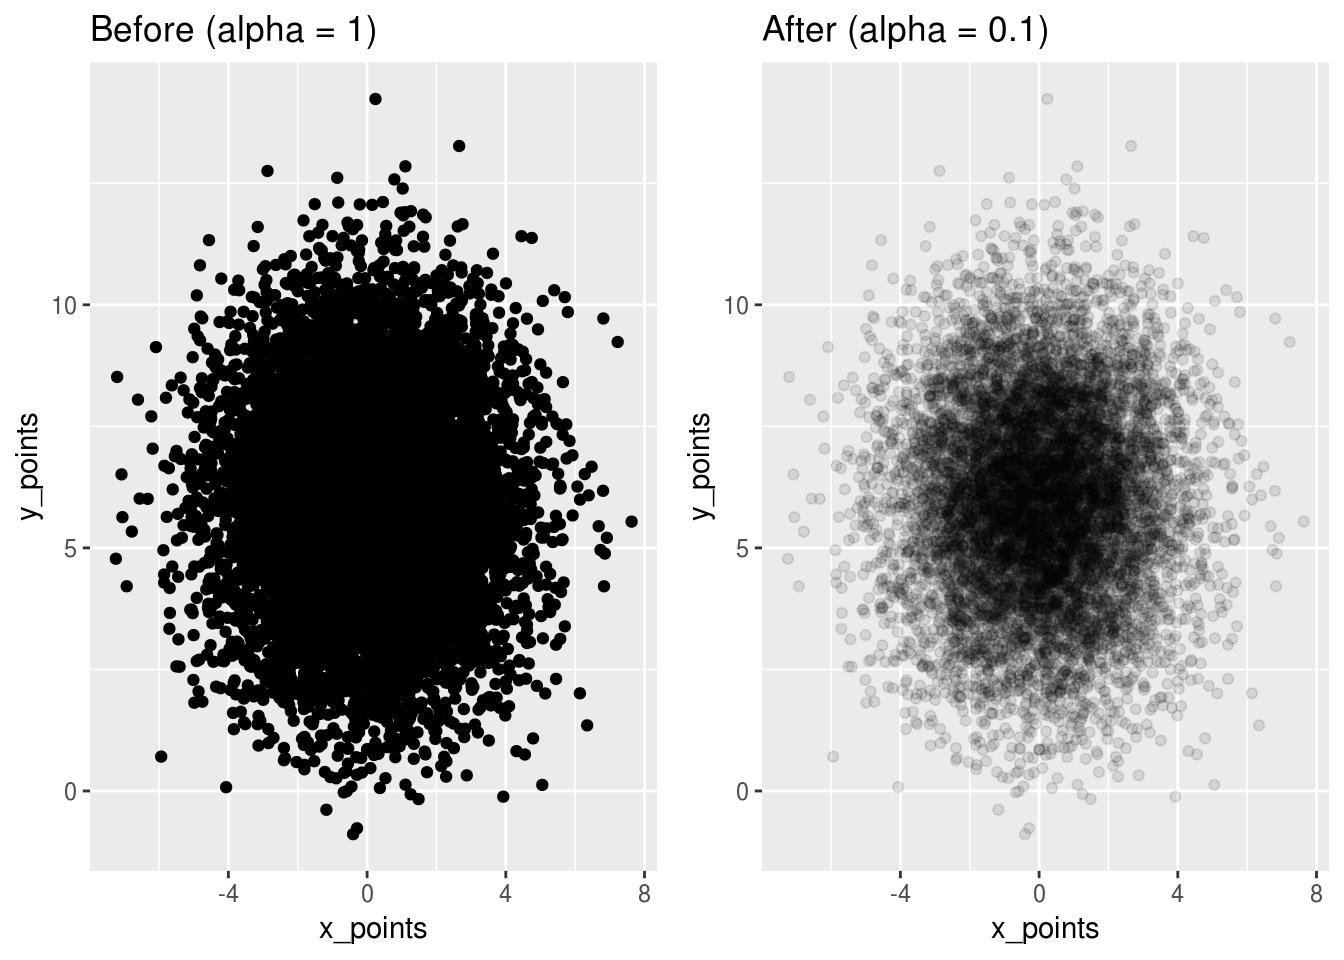 Before (alpha = 1)
y_points
10
5
0
-4
0
4
8
x_points
After (alpha = 0.1)
y_points
10
5
0
-4
0
4
8
x_points